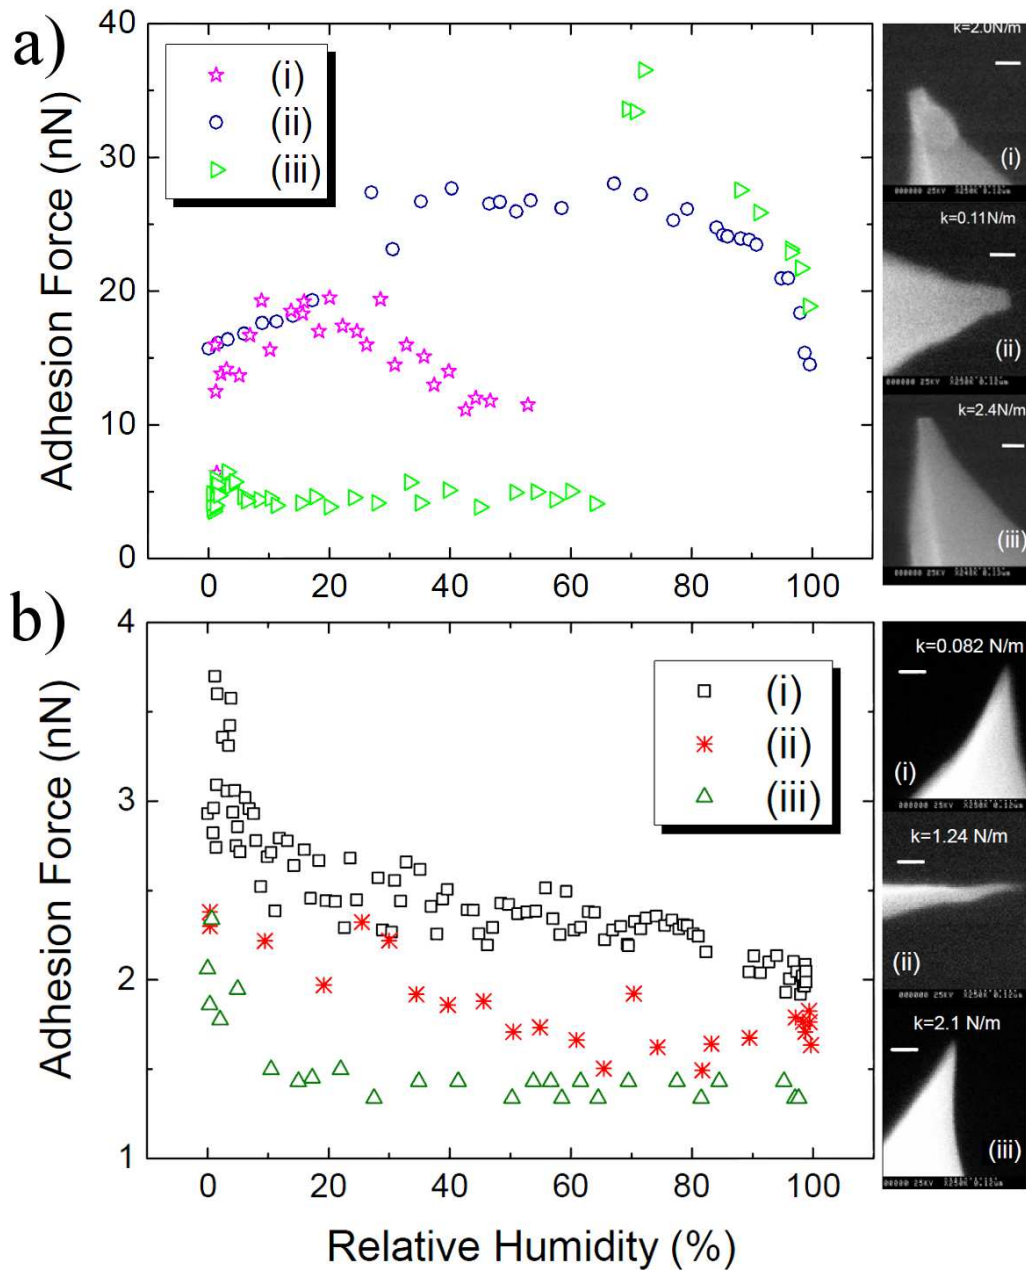 a)
40
30
20
10
0
Adhesion Force (nN)
(i)
(ii)
(iii)
0 20 40 60 80 100
k=2.0N/m
(i)
k=0.11N/m
(ii)
k=2.4N/m
(iii)
b)
4
3
2
1
Adhesion Force (nN)
(i)
(ii)
(iii)
0 20 40 60 80 100
Relative Humidity (%)
k=0.082 N/m
(i)
k=1.24 N/m
(ii)
k=2.1 N/m
(iii)